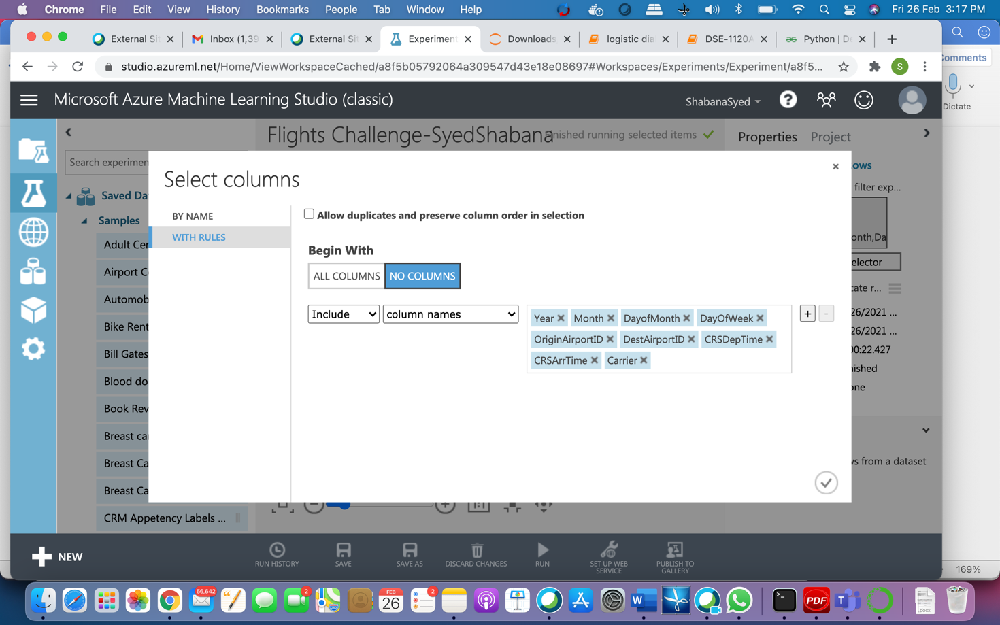 Chrome File Edit View History Bookmarks People Tab Window Help Fri 26 Feb 3:17 PM
External Sit Inbox (1,39 External Sit Experiment Downloads logistic dia DSE-1120A Python | De
studio.azureml.net/Home/ViewWorkspaceCached/a8f5b05792064a309547d43e18e08697#Workspaces/Experiments/Experiment/a8f5... S
omments
Dictate
Microsoft Azure Machine Learning Studio (classic) ShabanaSyed ?
Flights Challenge-SyedShabana
inished running selected items
Properties Project
Search experimen
Select columns
ows
filter exp...
Saved Da
BY NAME
Allow duplicates and preserve column order in selection
Samples
WITH RULES
onth,Da
Adult Cen
Begin With
elector
Airport C
ALL COLUMNS NO COLUMNS
cate r...
Automob
Include column names
Year Month DayofMonth DayOfWeek
+ -
26/2021 ...
Bike Rent
OriginAirportID DestAirportID CRSDepTime
26/2021 ...
00:22.427
Bill Gates
CRSArrTime Carrier
nished
Blood do
one
Book Rev
Breast ca
Breast Ca
vs from a dataset
Breast Ca
CRM Appetency Labels ...
1:1
NEW
RUN HISTORY
SAVE
SAVE AS
DISCARD CHANGES
RUN
SET UP WEB SERVICE
PUBLISH TO GALLERY
169%
56,642
2
FEB
26
2
W
PDF
T
.DOCX